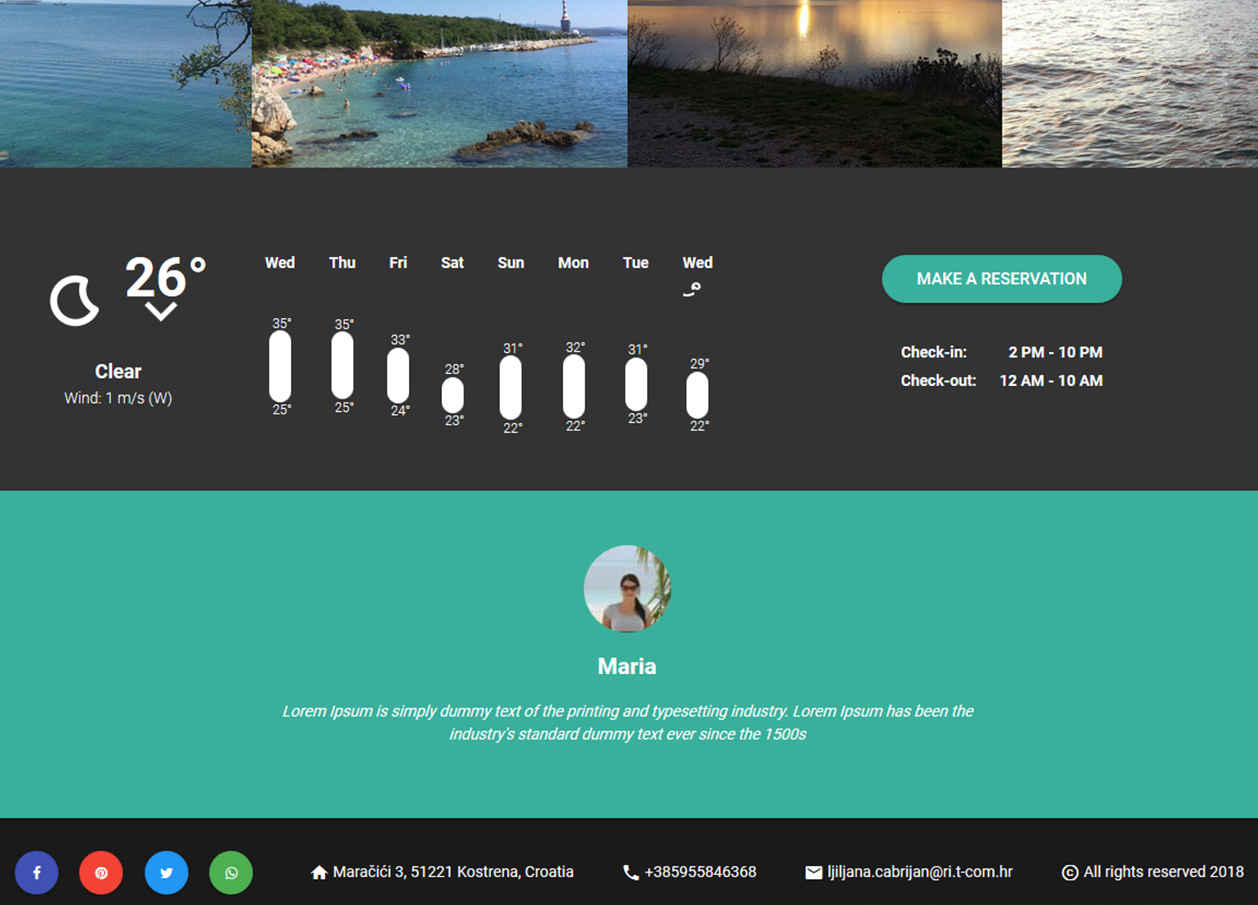 26°
Clear
Wind: 1 m/s (W)
Wed Thu Fri Sat Sun Mon Tue Wed
35° 35° 33° 28° 31° 32° 31° 29°
25° 25° 24° 23° 22° 22° 23° 22°
MAKE A RESERVATION
Check-in: 2 PM - 10 PM
Check-out: 12 AM - 10 AM
Maria
Lorem Ipsum is simply dummy text of the printing and typesetting industry. Lorem Ipsum has been the
industry's standard dummy text ever since the 1500s
Maračići 3, 51221 Kostrena, Croatia +385955846368 ljiljana.cabrijan@ri.t-com.hr © All rights reserved 2018